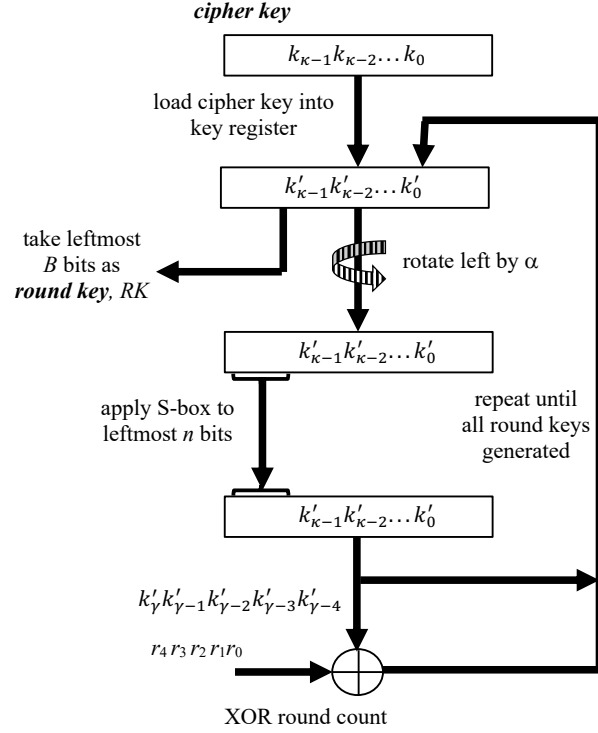 cipher key
k_{κ−1}k_{κ−2}…k_0
load cipher key into
key register
k′_{κ−1}k′_{κ−2}…k′_0
take leftmost
B bits as
round key, RK
rotate left by α
k′_{κ−1}k′_{κ−2}…k′_0
apply S-box to
leftmost n bits
repeat until
all round keys
generated
k′_{κ−1}k′_{κ−2}…k′_0
k′_γk′_{γ−1}k′_{γ−2}k′_{γ−3}k′_{γ−4}
r_4 r_3 r_2 r_1 r_0
XOR round count